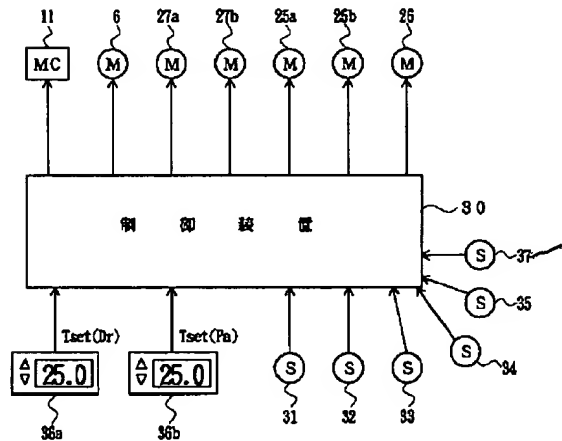 11 6 27a 27b 25a 25b 26
MC M M M M M M
制御装置
30
S 37
S 35
S 34
Tset(Dr) Tset(Pa)
25.0 25.0
S S S
31 32 33
36a 36b